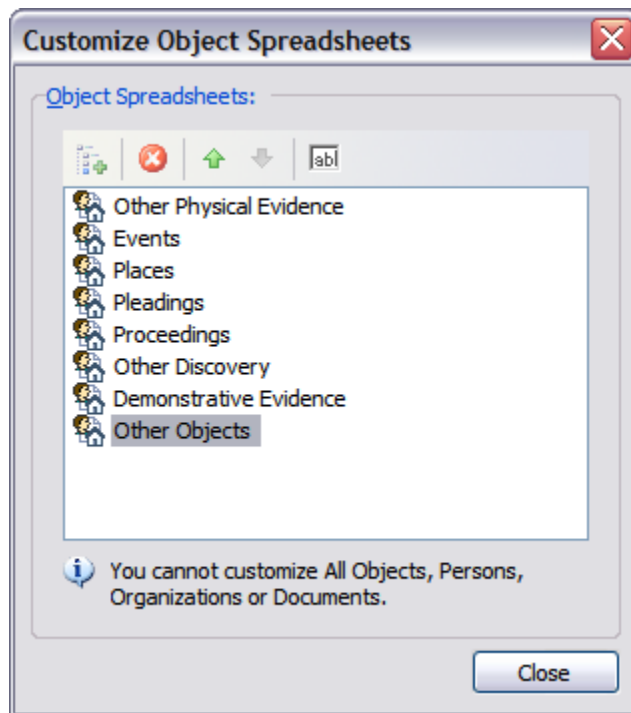 Customize Object Spreadsheets
Object Spreadsheets:
ab
Other Physical Evidence
Events
Places
Pleadings
Proceedings
Other Discovery
Demonstrative Evidence
Other Objects
You cannot customize All Objects, Persons,
Organizations or Documents.
Close